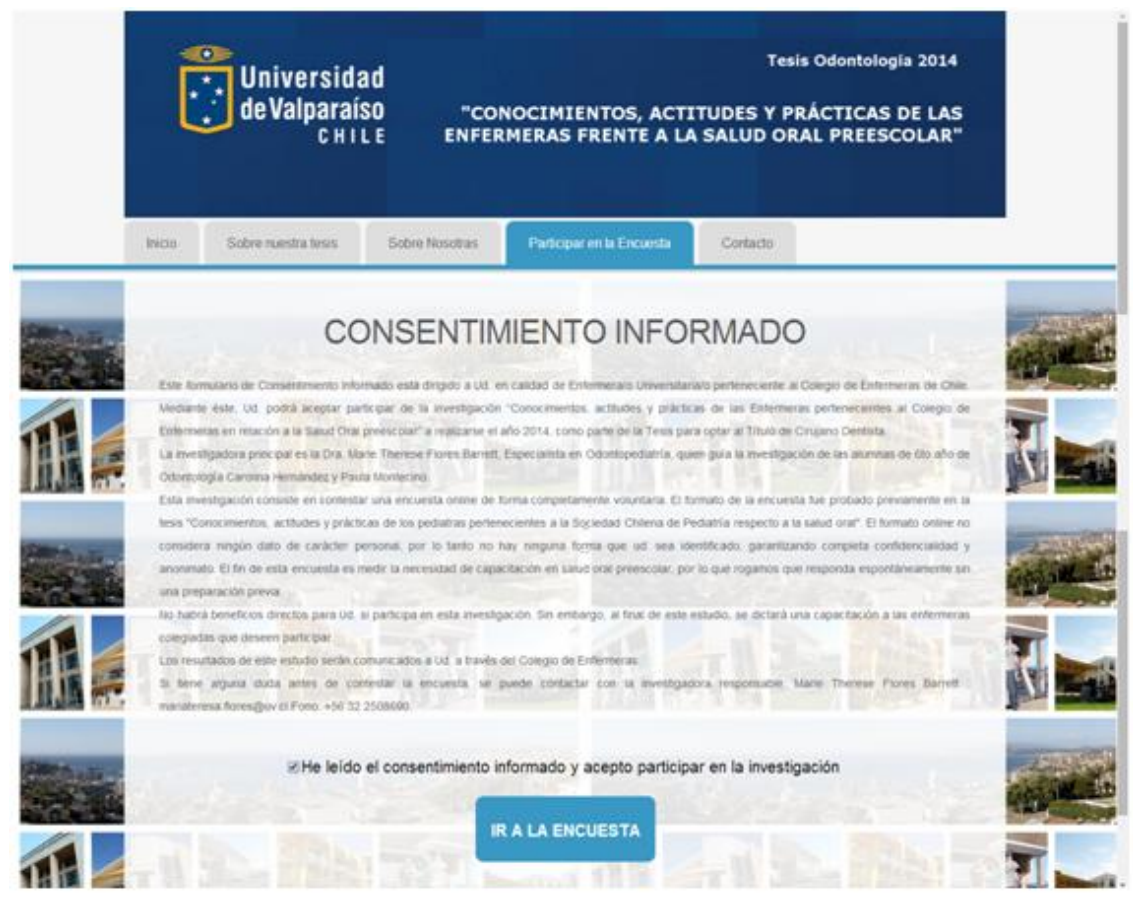 Universidad
de Valparaíso
CHILE
Tesis Odontología 2014
"CONOCIMIENTOS, ACTITUDES Y PRÁCTICAS DE LAS
ENFERMERAS FRENTE A LA SALUD ORAL PREESCOLAR"
Inicio Sobre nuestra tesis Sobre Nosotras Participar en la Encuesta Contacto
CONSENTIMIENTO INFORMADO
Este formulario de Consentimiento Informado está dirigido a Ud. en calidad de Enfermera/o Universitaria/o perteneciente al Colegio de Enfermeras de Chile.
Mediante éste, Ud. podrá aceptar participar de la investigación "Conocimientos, actitudes y prácticas de las Enfermeras pertenecientes al Colegio de
Enfermeras en relación a la Salud Oral preescolar" a realizarse el año 2014, como parte de la Tesis para optar al Título de Cirujano Dentista.
La investigadora principal es la Dra. Marie Therese Flores Barrett, Especialista en Odontopediatría, quien guía la investigación de las alumnas de 6to año de
Odontología Carolina Hernández y Paula Montecino.
Esta investigación consiste en contestar una encuesta online de forma completamente voluntaria. El formato de la encuesta fue probado previamente en la
tesis "Conocimientos, actitudes y prácticas de los pediatras pertenecientes a la Sociedad Chilena de Pediatría respecto a la salud oral". El formato online no
considera ningún dato de carácter personal, por lo tanto no hay ninguna forma que ud. sea identificado, garantizando completa confidencialidad y
anonimato. El fin de esta encuesta es medir la necesidad de capacitación en salud oral preescolar, por lo que rogamos que responda espontáneamente sin
una preparación previa.
No habrá beneficios directos para Ud. si participa en esta investigación. Sin embargo, al final de este estudio, se dictará una capacitación a las enfermeras
colegiadas que deseen participar.
Los resultados de este estudio serán comunicados a Ud. a través del Colegio de Enfermeras.
Si tiene alguna duda antes de contestar la encuesta, se puede contactar con la investigadora responsable: Marie Therese Flores Barrett
mariateresa.flores@uv.cl Fono: +56 32 2508690.
He leído el consentimiento informado y acepto participar en la investigación
IR A LA ENCUESTA